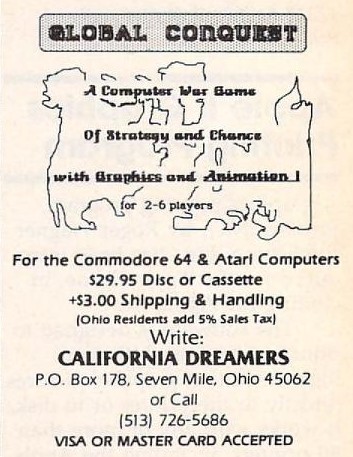 GLOBAL CONQUEST
A Computer War Game
Of Strategy and Chance
with Graphics and Animation !
for 2-6 players
For the Commodore 64 & Atari Computers
$29.95 Disc or Cassette
+$3.00 Shipping & Handling
(Ohio Residents add 5% Sales Tax)
Write:
CALIFORNIA DREAMERS
P.O. Box 178, Seven Mile, Ohio 45062
or Call
(513) 726-5686
VISA OR MASTER CARD ACCEPTED